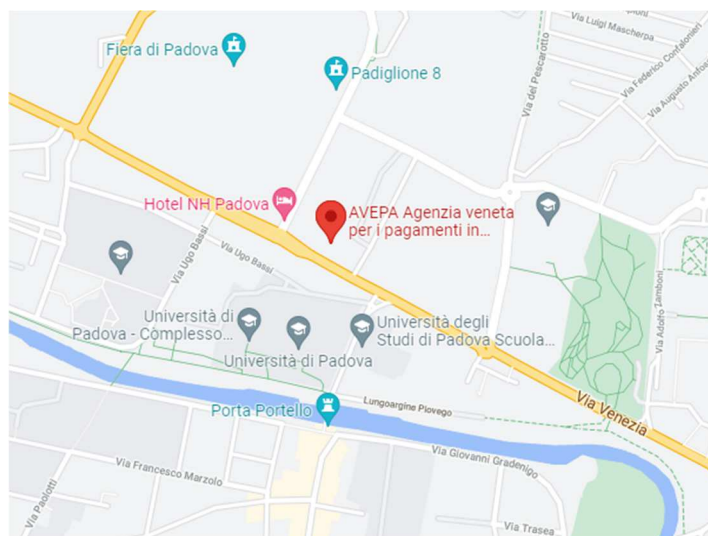 Via Luigi Mascherpa
Fiera di Padova
Padiglione 8
Via del Pescarotto
Via Federico Confalonieri
Via Augusto Anfossi
Hotel NH Padova
AVEPA Agenzia veneta
per i pagamenti in...
Via Ugo Bassi
Via Ugo Bassi
Via Adolfo Zamboni
Università di
Padova - Complesso...
Università di Padova
Università degli
Studi di Padova Scuola...
Via Venezia
Lungoargine Piovego
Porta Portello
Via Giovanni Gradenigo
Via Francesco Marzolo
Via Paolotti
Via Trasea